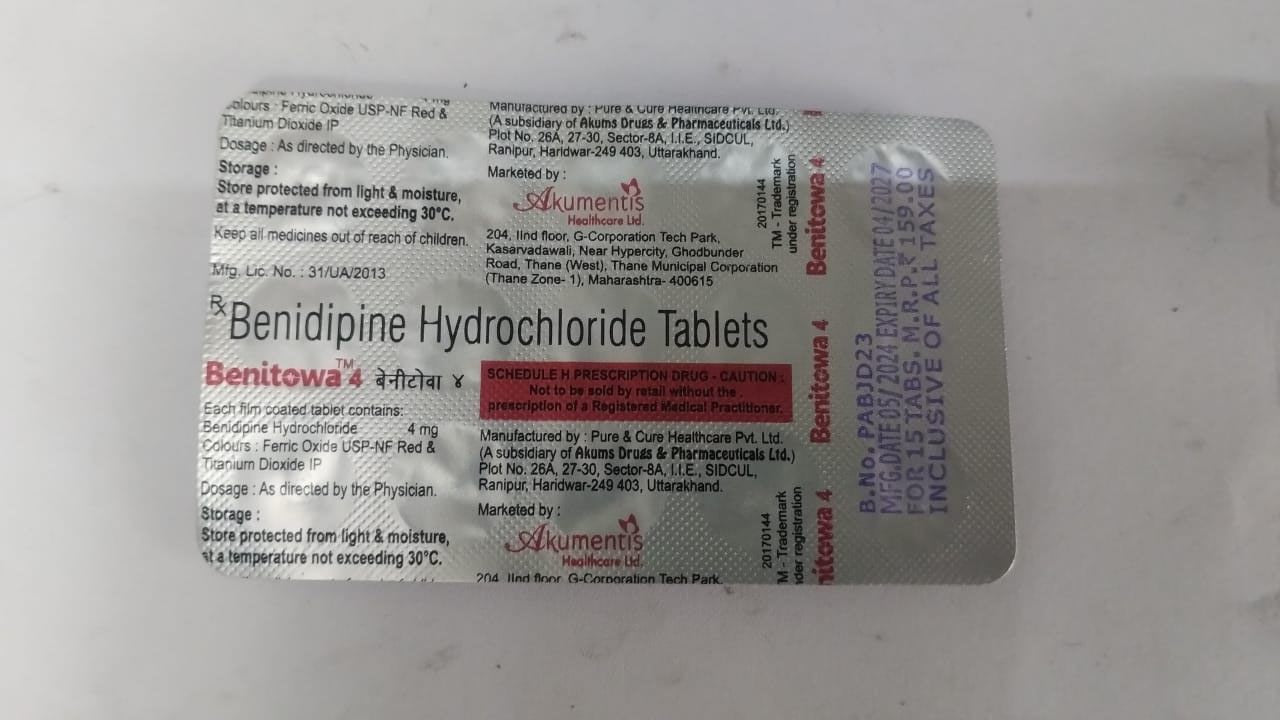 Colours : Ferric Oxide USP-NF Red &
Titanium Dioxide IP
Dosage : As directed by the Physician.
Storage :
Store protected from light & moisture,
at a temperature not exceeding 30°C.
Keep all medicines out of reach of children.
Mfg. Lic. No. : 31/UA/2013
Manufactured by : Pure & Cure Healthcare Pvt. Ltd.
(A subsidiary of Akums Drugs & Pharmaceuticals Ltd.)
Plot No. 26A, 27-30, Sector-8A, I.I.E., SIDCUL,
Ranipur, Haridwar-249 403, Uttarakhand.
Marketed by :
Akumentis
Healthcare Ltd.
204, IInd floor, G-Corporation Tech Park,
Kasarvadawali, Near Hypercity, Ghodbunder
Road, Thane (West), Thane Municipal Corporation
(Thane Zone- 1), Maharashtra- 400615
20170144
TM - Trademark
under registration
Benitowa 4
Rx Benidipine Hydrochloride Tablets
Benitowa™ 4 बेनीटोवा ४
Each film coated tablet contains:
Benidipine Hydrochloride 4 mg
Colours : Ferric Oxide USP-NF Red &
Titanium Dioxide IP
Dosage : As directed by the Physician.
Storage :
Store protected from light & moisture,
at a temperature not exceeding 30°C.
SCHEDULE H PRESCRIPTION DRUG - CAUTION :
Not to be sold by retail without the
prescription of a Registered Medical Practitioner.
Manufactured by : Pure & Cure Healthcare Pvt. Ltd.
(A subsidiary of Akums Drugs & Pharmaceuticals Ltd.)
Plot No. 26A, 27-30, Sector-8A, I.I.E., SIDCUL,
Ranipur, Haridwar-249 403, Uttarakhand.
Marketed by :
Akumentis
Healthcare Ltd.
204, IInd floor, G-Corporation Tech Park,
Benitowa 4
20170144
TM - Trademark
under registration
nitowa 4
B.No. PABJD23
MFG.DATE 05/2024 EXPIRY DATE 04/2027
FOR 15 TABS. M.R.P.₹ 159.00
INCLUSIVE OF ALL TAXES